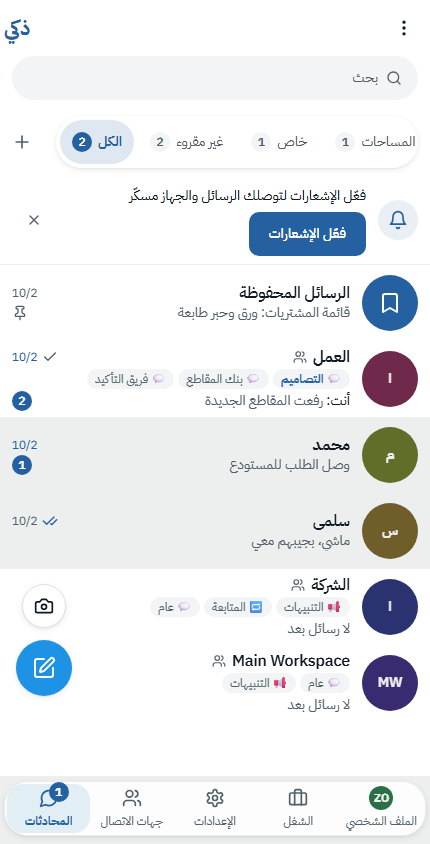 ذكي
بحث
المساحات 1 خاص 1 غير مقروء 2 الكل 2
فعّل الإشعارات لتوصلك الرسائل والجهاز مسكّر
فعّل الإشعارات
الرسائل المحفوظة 10/2
قائمة المشتريات: ورق وحبر طابعة
العمل 10/2
التصاميم بنك المقاطع فريق التأكيد
أنت: رفعت المقاطع الجديدة 2
محمد 10/2
م
وصل الطلب للمستودع 1
سلمى 10/2
س
ماشي، بجيبهم معي
الشركة
ا
التنبيهات المتابعة عام
لا رسائل بعد
Main Workspace
MW
عام التنبيهات
لا رسائل بعد
ZO 1
الملف الشخصي الشغل الإعدادات جهات الاتصال المحادثات